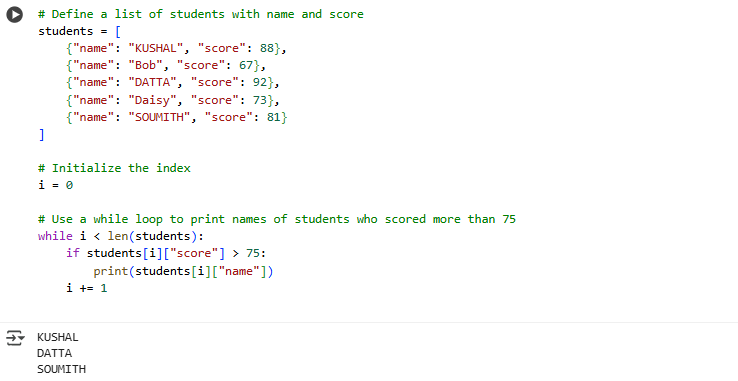 # Define a list of students with name and score
students = [
    {"name": "KUSHAL", "score": 88},
    {"name": "Bob", "score": 67},
    {"name": "DATTA", "score": 92},
    {"name": "Daisy", "score": 73},
    {"name": "SOUMITH", "score": 81}
]

# Initialize the index
i = 0

# Use a while loop to print names of students who scored more than 75
while i < len(students):
    if students[i]["score"] > 75:
        print(students[i]["name"])
    i += 1

KUSHAL
DATTA
SOUMITH